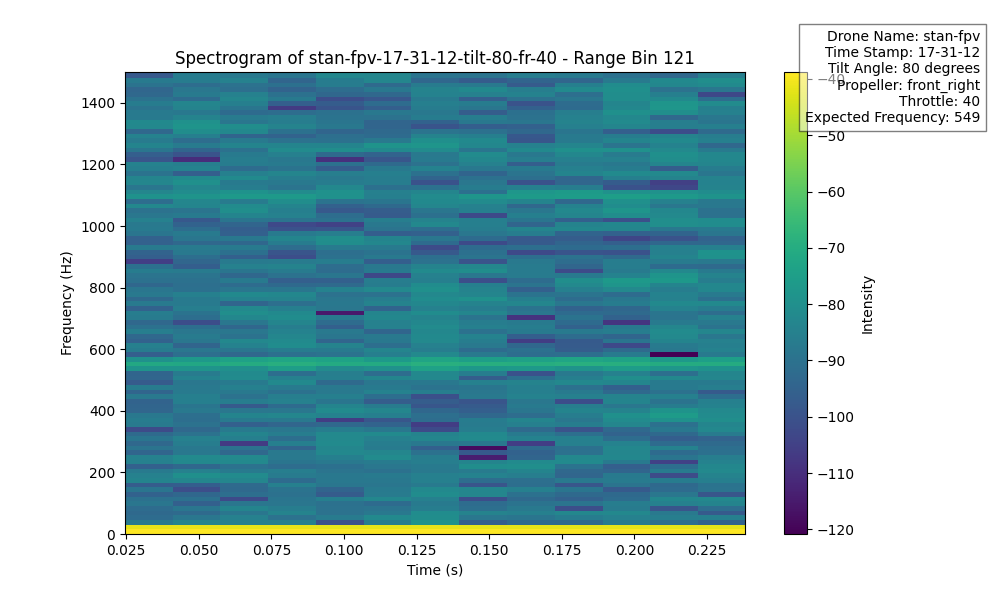 Spectrogram of stan-fpv-17-31-12-tilt-80-fr-40 - Range Bin 121
Drone Name: stan-fpv
Time Stamp: 17-31-12
Tilt Angle: 80 degrees
Propeller: front_right
Throttle: 40
Expected Frequency: 549
1400
1200
1000
800
600
400
200
0
Frequency (Hz)
0.025
0.050
0.075
0.100
0.125
0.150
0.175
0.200
0.225
Time (s)
−40
−50
−60
−70
−80
−90
−100
−110
−120
Intensity